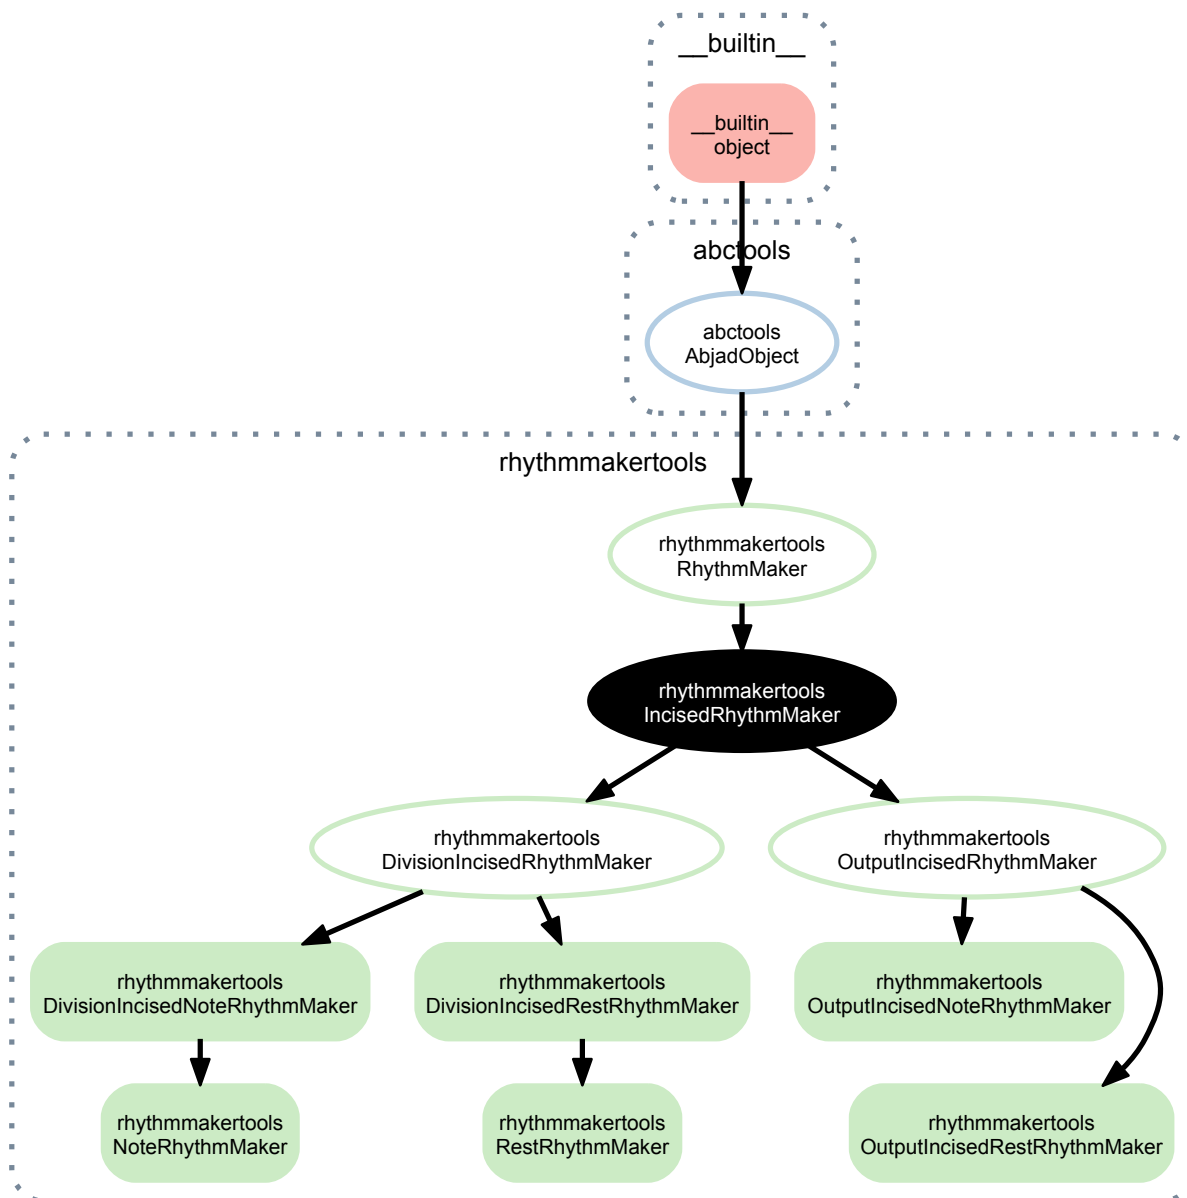 __builtin__
__builtin__
object
abctools
abctools
AbjadObject
rhythmmakertools
rhythmmakertools
RhythmMaker
rhythmmakertools
IncisedRhythmMaker
rhythmmakertools
DivisionIncisedRhythmMaker
rhythmmakertools
OutputIncisedRhythmMaker
rhythmmakertools
DivisionIncisedNoteRhythmMaker
rhythmmakertools
DivisionIncisedRestRhythmMaker
rhythmmakertools
OutputIncisedNoteRhythmMaker
rhythmmakertools
NoteRhythmMaker
rhythmmakertools
RestRhythmMaker
rhythmmakertools
OutputIncisedRestRhythmMaker